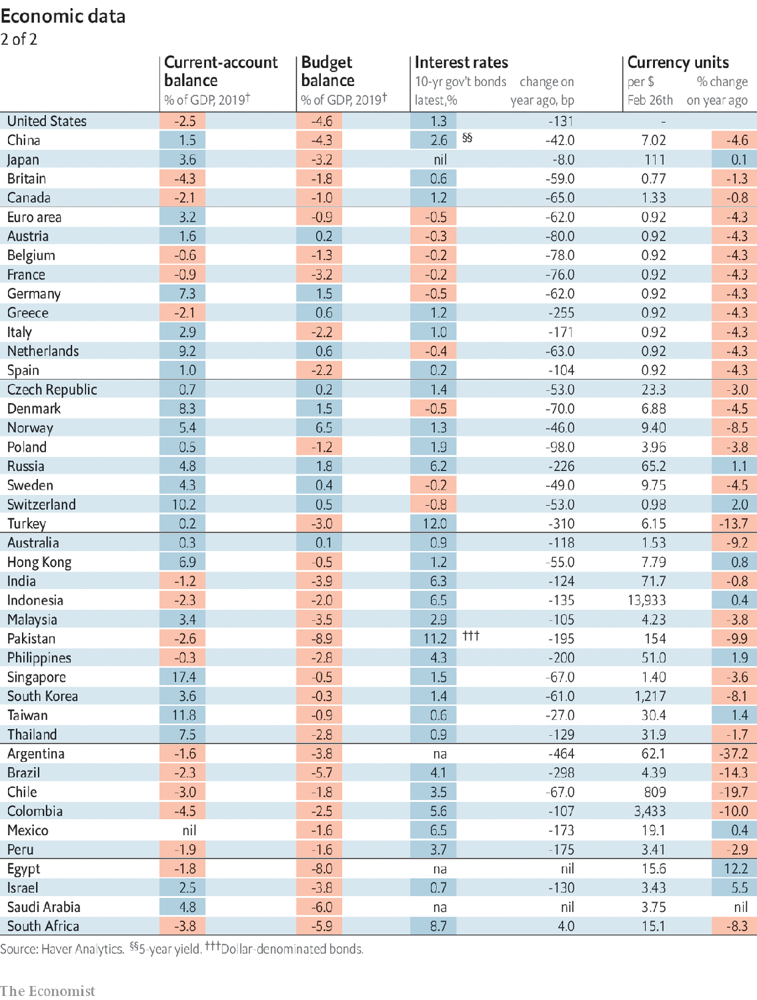 Economic data
2 of 2
Current-account balance Budget balance Interest rates Currency units
% of GDP, 2019† % of GDP, 2019† 10-yr gov't bonds latest,% change on year ago, bp per $ Feb 26th % change on year ago
United States -2.5 -4.6 1.3 -131 -
China 1.5 -4.3 2.6 §§ -42.0 7.02 -4.6
Japan 3.6 -3.2 nil -8.0 111 0.1
Britain -4.3 -1.8 0.6 -59.0 0.77 -1.3
Canada -2.1 -1.0 1.2 -65.0 1.33 -0.8
Euro area 3.2 -0.9 -0.5 -62.0 0.92 -4.3
Austria 1.6 0.2 -0.3 -80.0 0.92 -4.3
Belgium -0.6 -1.3 -0.2 -78.0 0.92 -4.3
France -0.9 -3.2 -0.2 -76.0 0.92 -4.3
Germany 7.3 1.5 -0.5 -62.0 0.92 -4.3
Greece -2.1 0.6 1.2 -255 0.92 -4.3
Italy 2.9 -2.2 1.0 -171 0.92 -4.3
Netherlands 9.2 0.6 -0.4 -63.0 0.92 -4.3
Spain 1.0 -2.2 0.2 -104 0.92 -4.3
Czech Republic 0.7 0.2 1.4 -53.0 23.3 -3.0
Denmark 8.3 1.5 -0.5 -70.0 6.88 -4.5
Norway 5.4 6.5 1.3 -46.0 9.40 -8.5
Poland 0.5 -1.2 1.9 -98.0 3.96 -3.8
Russia 4.8 1.8 6.2 -226 65.2 1.1
Sweden 4.3 0.4 -0.2 -49.0 9.75 -4.5
Switzerland 10.2 0.5 -0.8 -53.0 0.98 2.0
Turkey 0.2 -3.0 12.0 -310 6.15 -13.7
Australia 0.3 0.1 0.9 -118 1.53 -9.2
Hong Kong 6.9 -0.5 1.2 -55.0 7.79 0.8
India -1.2 -3.9 6.3 -124 71.7 -0.8
Indonesia -2.3 -2.0 6.5 -135 13,933 0.4
Malaysia 3.4 -3.5 2.9 -105 4.23 -3.8
Pakistan -2.6 -8.9 11.2 ††† -195 154 -9.9
Philippines -0.3 -2.8 4.3 -200 51.0 1.9
Singapore 17.4 -0.5 1.5 -67.0 1.40 -3.6
South Korea 3.6 -0.3 1.4 -61.0 1,217 -8.1
Taiwan 11.8 -0.9 0.6 -27.0 30.4 1.4
Thailand 7.5 -2.8 0.9 -129 31.9 -1.7
Argentina -1.6 -3.8 na -464 62.1 -37.2
Brazil -2.3 -5.7 4.1 -298 4.39 -14.3
Chile -3.0 -1.8 3.5 -67.0 809 -19.7
Colombia -4.5 -2.5 5.6 -107 3,433 -10.0
Mexico nil -1.6 6.5 -173 19.1 0.4
Peru -1.9 -1.6 3.7 -175 3.41 -2.9
Egypt -1.8 -8.0 na nil 15.6 12.2
Israel 2.5 -3.8 0.7 -130 3.43 5.5
Saudi Arabia 4.8 -6.0 na nil 3.75 nil
South Africa -3.8 -5.9 8.7 4.0 15.1 -8.3
Source: Haver Analytics. §§5-year yield. †††Dollar-denominated bonds.
The Economist